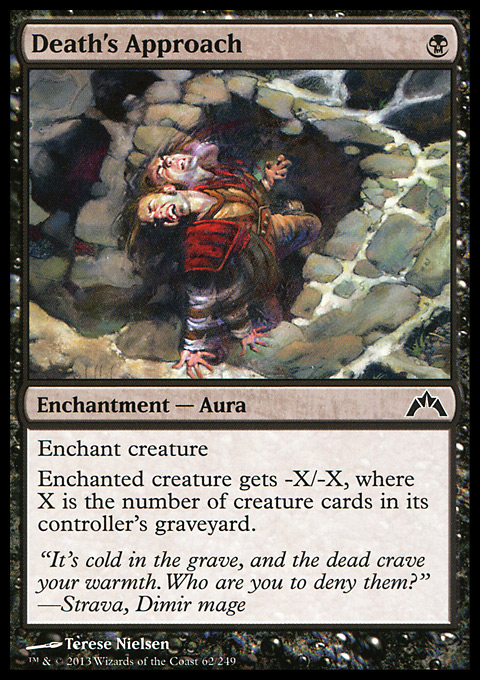 Death's Approach
Enchantment — Aura
Enchant creature
Enchanted creature gets -X/-X, where
X is the number of creature cards in its
controller's graveyard.
“It's cold in the grave, and the dead crave
your warmth. Who are you to deny them?”
—Strava, Dimir mage
Terese Nielsen
™ & © 2013 Wizards of the Coast 62/249